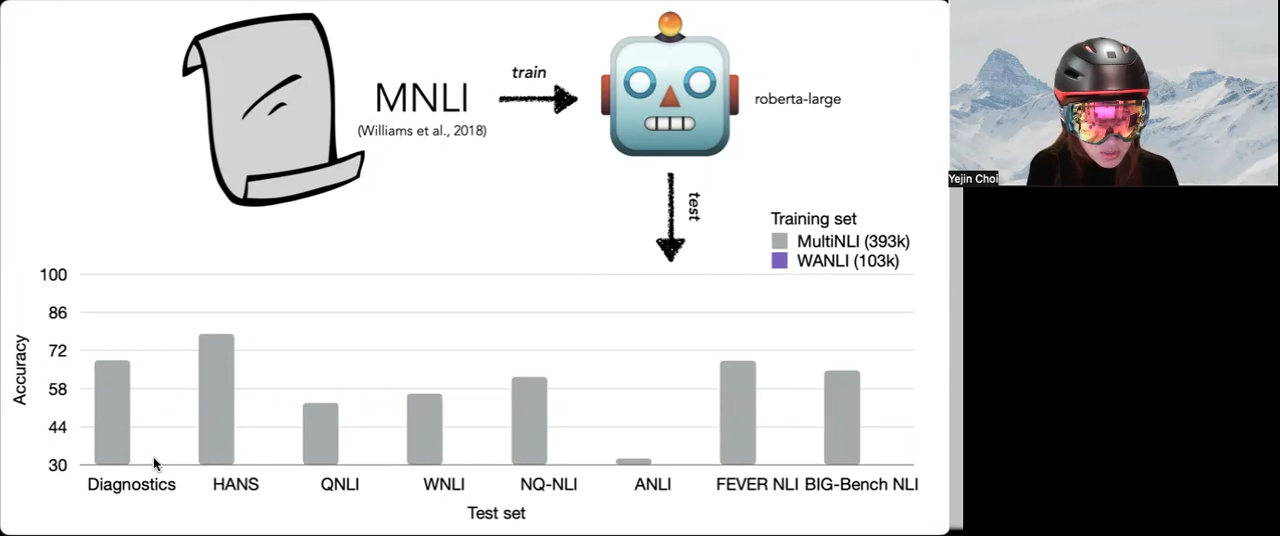 MNLI
(Williams et al., 2018)
train
roberta-large
test
Training set
MultiNLI (393k)
WANLI (103k)
100
86
72
58
44
30
Accuracy
Diagnostics
HANS
QNLI
WNLI
NQ-NLI
ANLI
FEVER NLI
BIG-Bench NLI
Test set
Yejin Choi